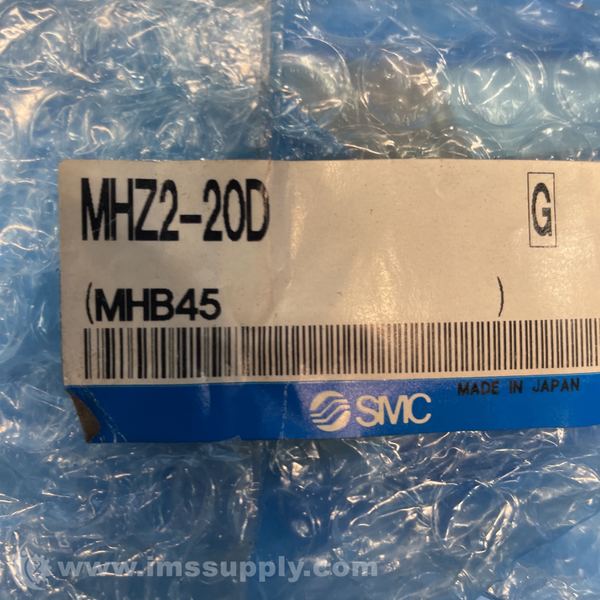 MHZ2-20D G
(MHB45 )
MADE IN JAPAN
SMC
www.imssupply.com